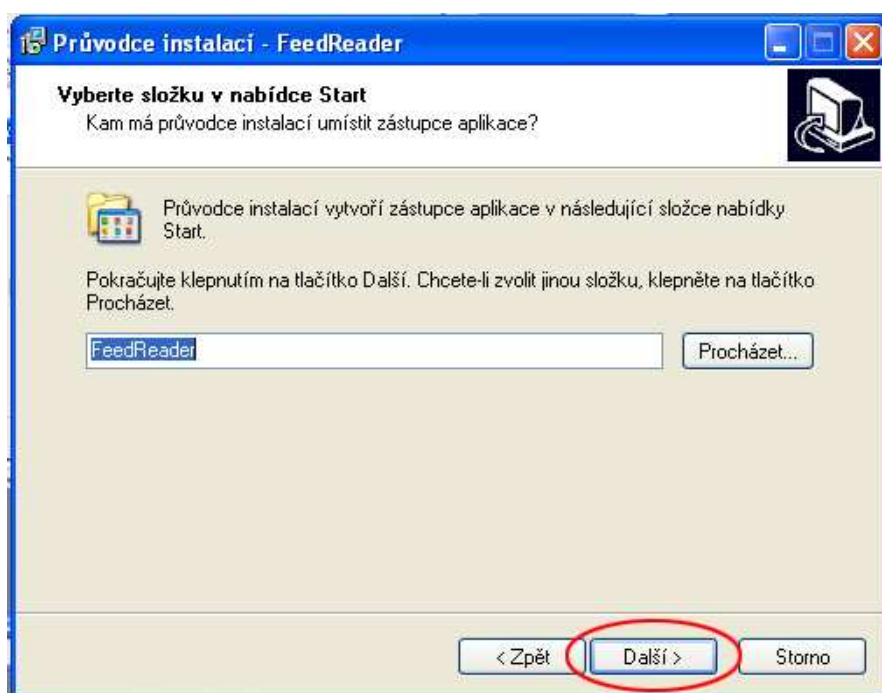 Průvodce instalací - FeedReader
Vyberte složku v nabídce Start
Kam má průvodce instalací umístit zástupce aplikace?
Průvodce instalací vytvoří zástupce aplikace v následující složce nabídky
Start.
Pokračujte klepnutím na tlačítko Další. Chcete-li zvolit jinou složku, klepněte na tlačítko
Procházet.
FeedReader
Procházet...
< Zpět
Další >
Storno